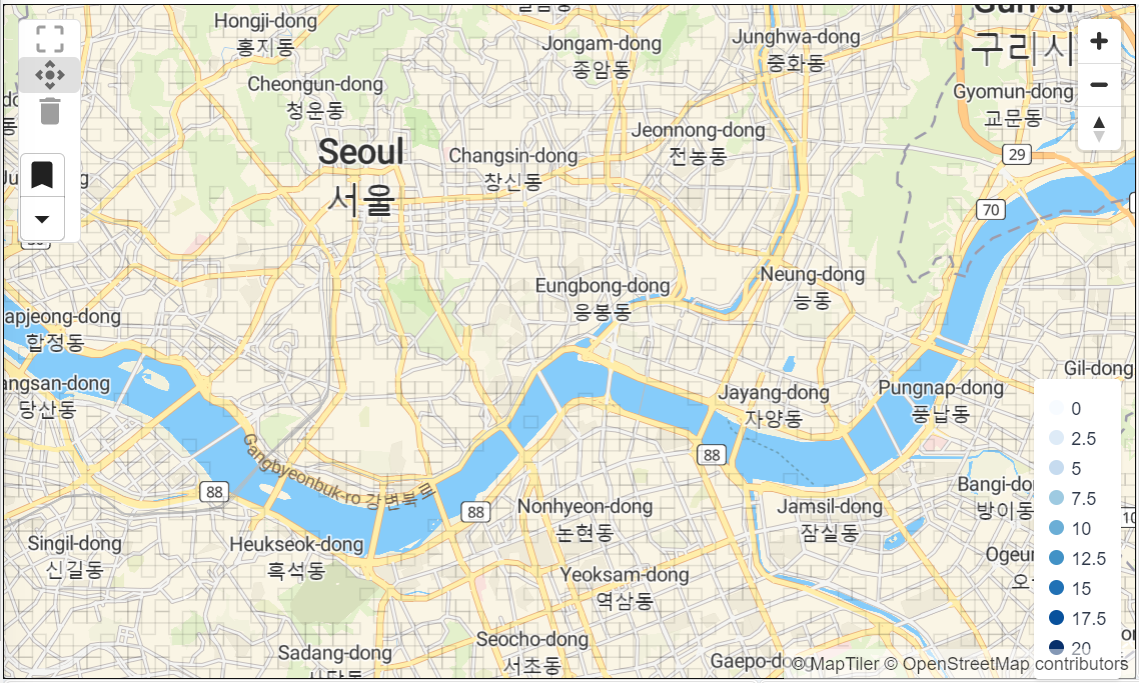 Hongji-dong
홍지동
Jongam-dong
종암동
Junghwa-dong
중화동
구리시
Cheongun-dong
청운동
Gyomun-dong
교문동
Jeonnong-dong
전농동
29
Seoul
서울
Changsin-dong
창신동
70
Eungbong-dong
응봉동
Neung-dong
능동
apjeong-dong
합정동
angsan-dong
당산동
Jayang-dong
자양동
Pungnap-dong
풍납동
Gil-dong
Gangbyeonbuk-ro 강변북로
88
88
88
Nonhyeon-dong
논현동
Jamsil-dong
잠실동
Bangi-do
방이동
Singil-dong
신길동
Heukseok-dong
흑석동
Ogeu
Yeoksam-dong
역삼동
Seocho-dong
서초동
Sadang-dong
Gaepo-dong
0
2.5
5
7.5
10
12.5
15
17.5
20
© MapTiler © OpenStreetMap contributors